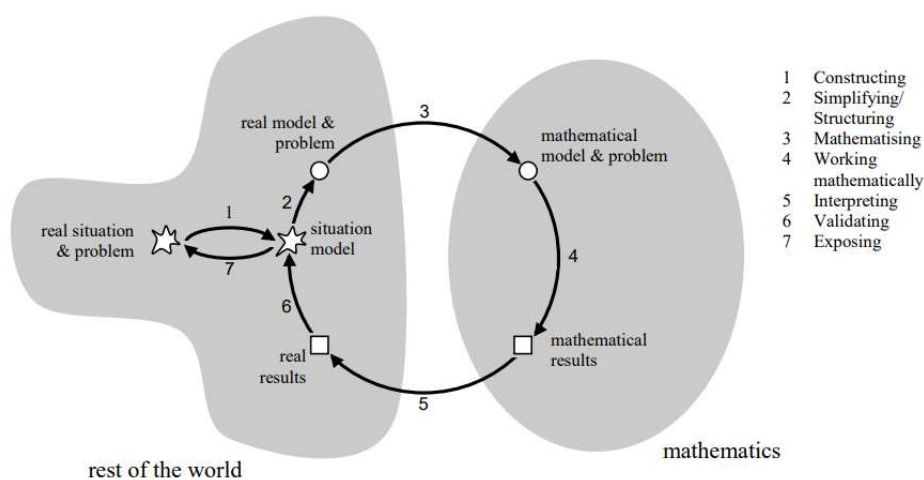 3
real model &
problem
mathematical
model & problem
1 Constructing
2 Simplifying/
Structuring
3 Mathematising
4 Working
mathematically
5 Interpreting
6 Validating
7 Exposing
2
1
real situation
& problem
situation
model
7
4
6
real
results
mathematical
results
5
rest of the world
mathematics